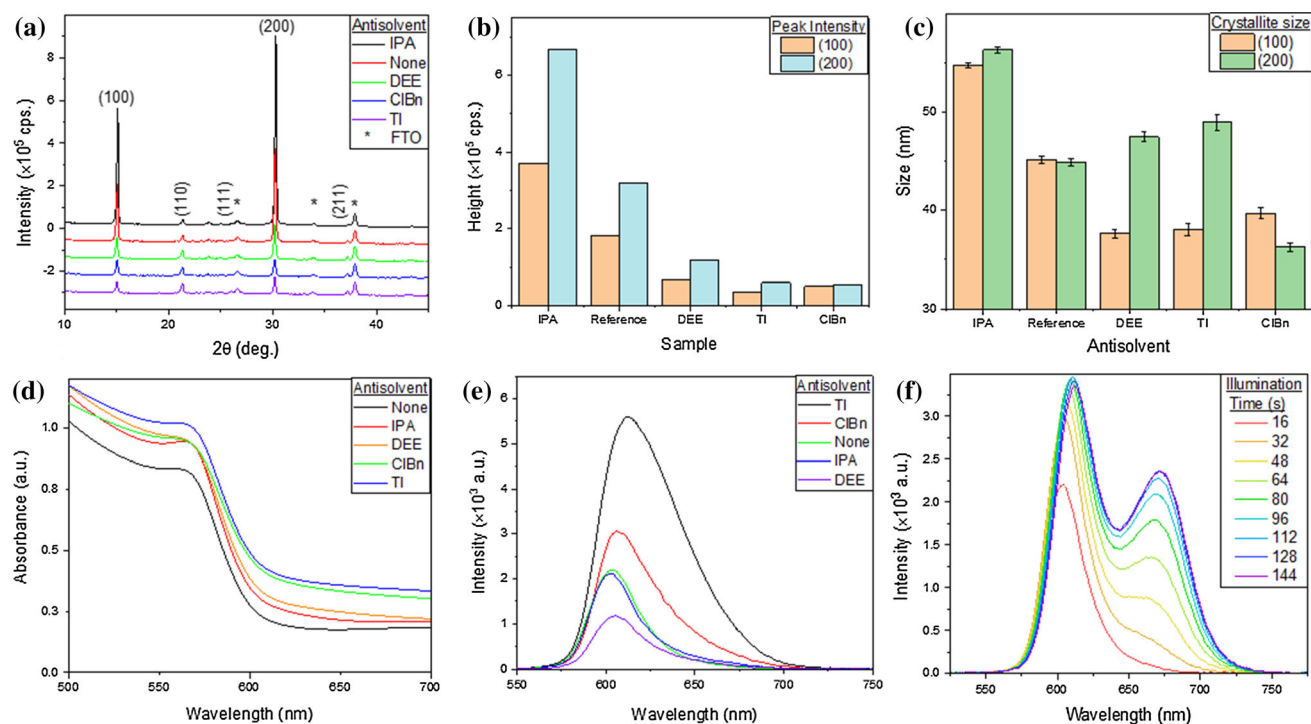 (a)
(100)
(200)
(110)
(111)
*
*
(211)
*
Antisolvent
IPA
None
DEE
ClBn
TI
* FTO
8
6
4
2
0
-2
10 20 30 40
Intensity (×10⁵ cps.)
2θ (deg.)
(b)
Peak Intensity
(100)
(200)
6
4
2
0
IPA Reference DEE TI ClBn
Height (×10⁵ cps.)
Sample
(c)
Crystallite size
(100)
(200)
50
40
30
IPA Reference DEE TI ClBn
Size (nm)
Antisolvent
(d)
Antisolvent
None
IPA
DEE
ClBn
TI
1.0
0.8
0.5
0.3
0.0
500 550 600 650 700
Absorbance (a.u.)
Wavelength (nm)
(e)
Antisolvent
TI
ClBn
None
IPA
DEE
6
5
4
3
2
1
0
550 600 650 700 750
Intensity (×10³ a.u.)
Wavelength (nm)
(f)
Illumination
Time (s)
16
32
48
64
80
96
112
128
144
3.0
2.5
2.0
1.5
1.0
0.5
0.0
550 600 650 700 750
Intensity (×10³ a.u.)
Wavelength (nm)